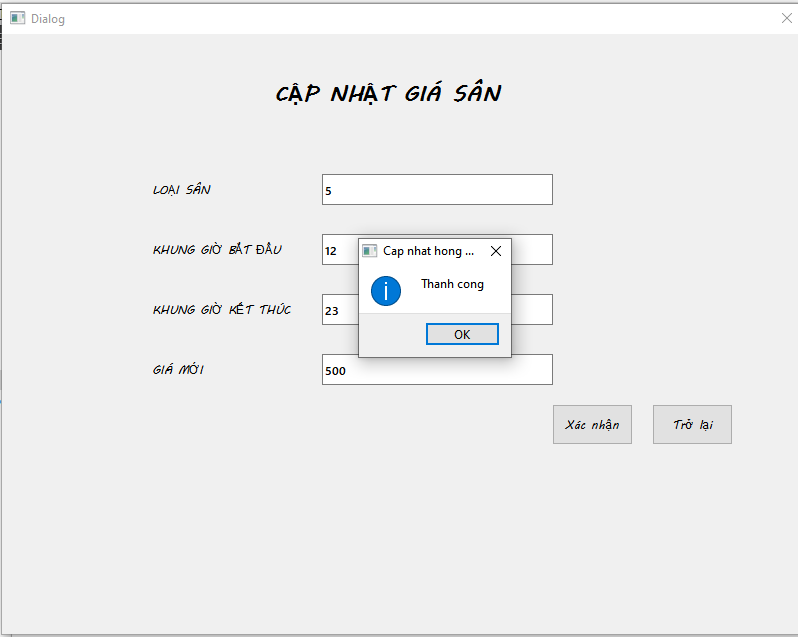 Dialog
CẬP NHẬT GIÁ SÂN
LOẠI SÂN
5
KHUNG GIỜ BẮT ĐẦU
12
Cap nhat hong ...
Thanh cong
KHUNG GIỜ KẾT THÚC
23
OK
GIÁ MỚI
500
Xác nhận
Trở lại